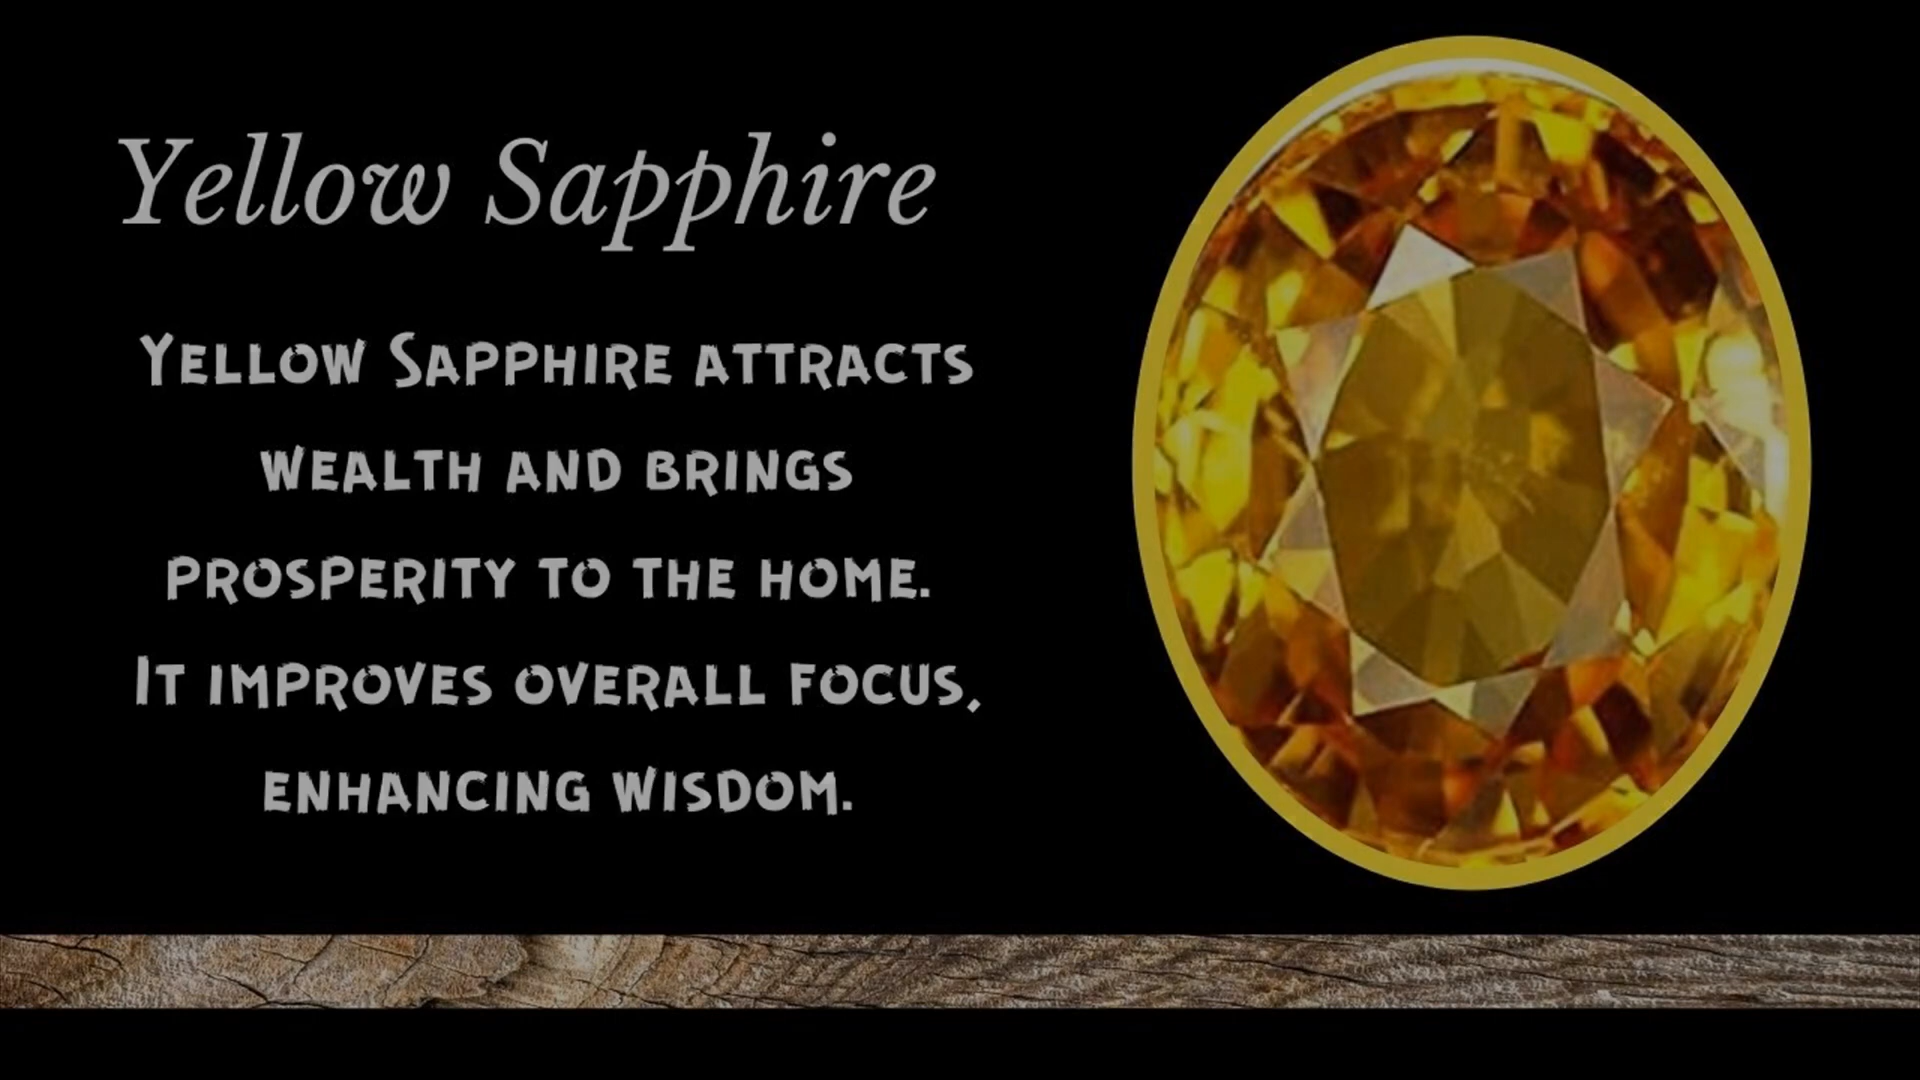 Yellow Sapphire
Yellow Sapphire attracts
wealth and brings
prosperity to the home.
It improves overall focus,
enhancing wisdom.